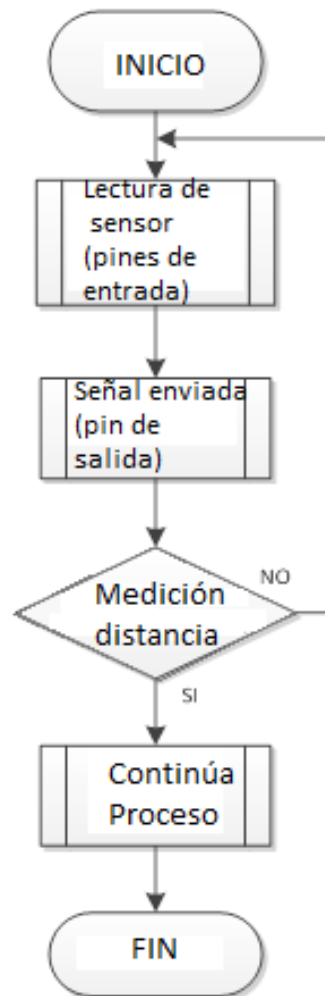 INICIO
Lectura de
sensor
(pines de
entrada)
Señal enviada
(pin de
salida)
Medición
distancia
NO
SI
Continúa
Proceso
FIN